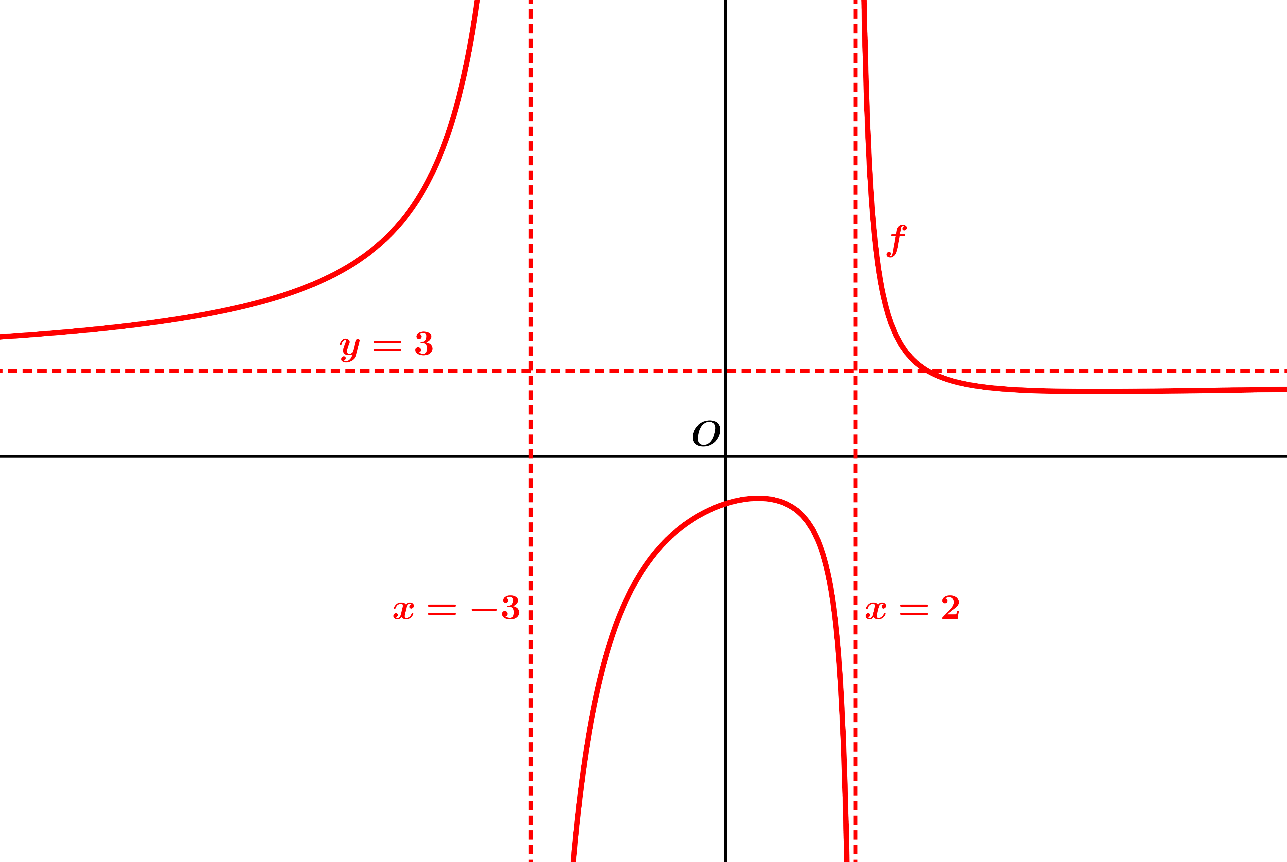 f
y = 3
O
x = −3
x = 2